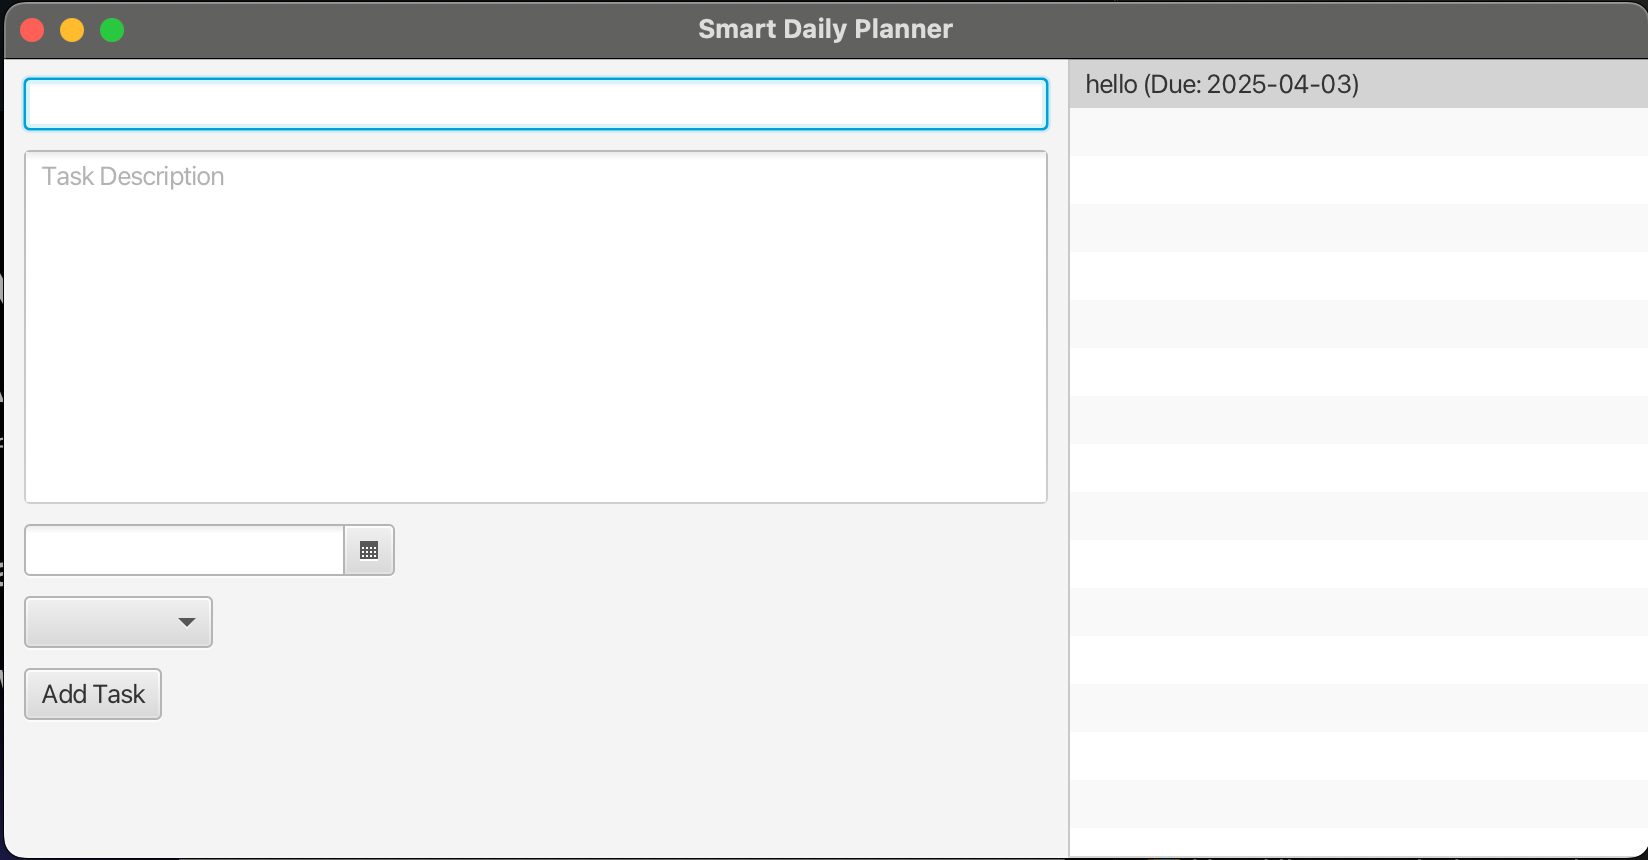 Smart Daily Planner
hello (Due: 2025-04-03)
Task Description
Add Task